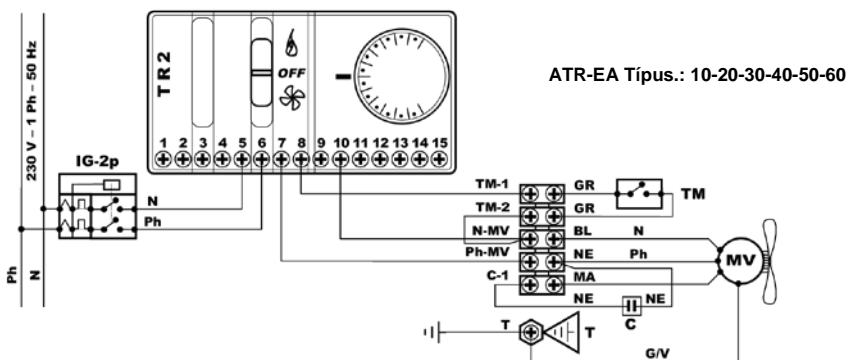 230 V – 1 Ph – 50 Hz
TR2
OFF
ATR-EA Típus.: 10-20-30-40-50-60
1 2 3 4 5 6 7 8 9 10 11 12 13 14 15
IG-2p
N
Ph
TM-1 GR TM
TM-2 GR
N-MV BL N
Ph-MV NE Ph MV
C-1 MA
NE NE
C
Ph N
T T
G/V